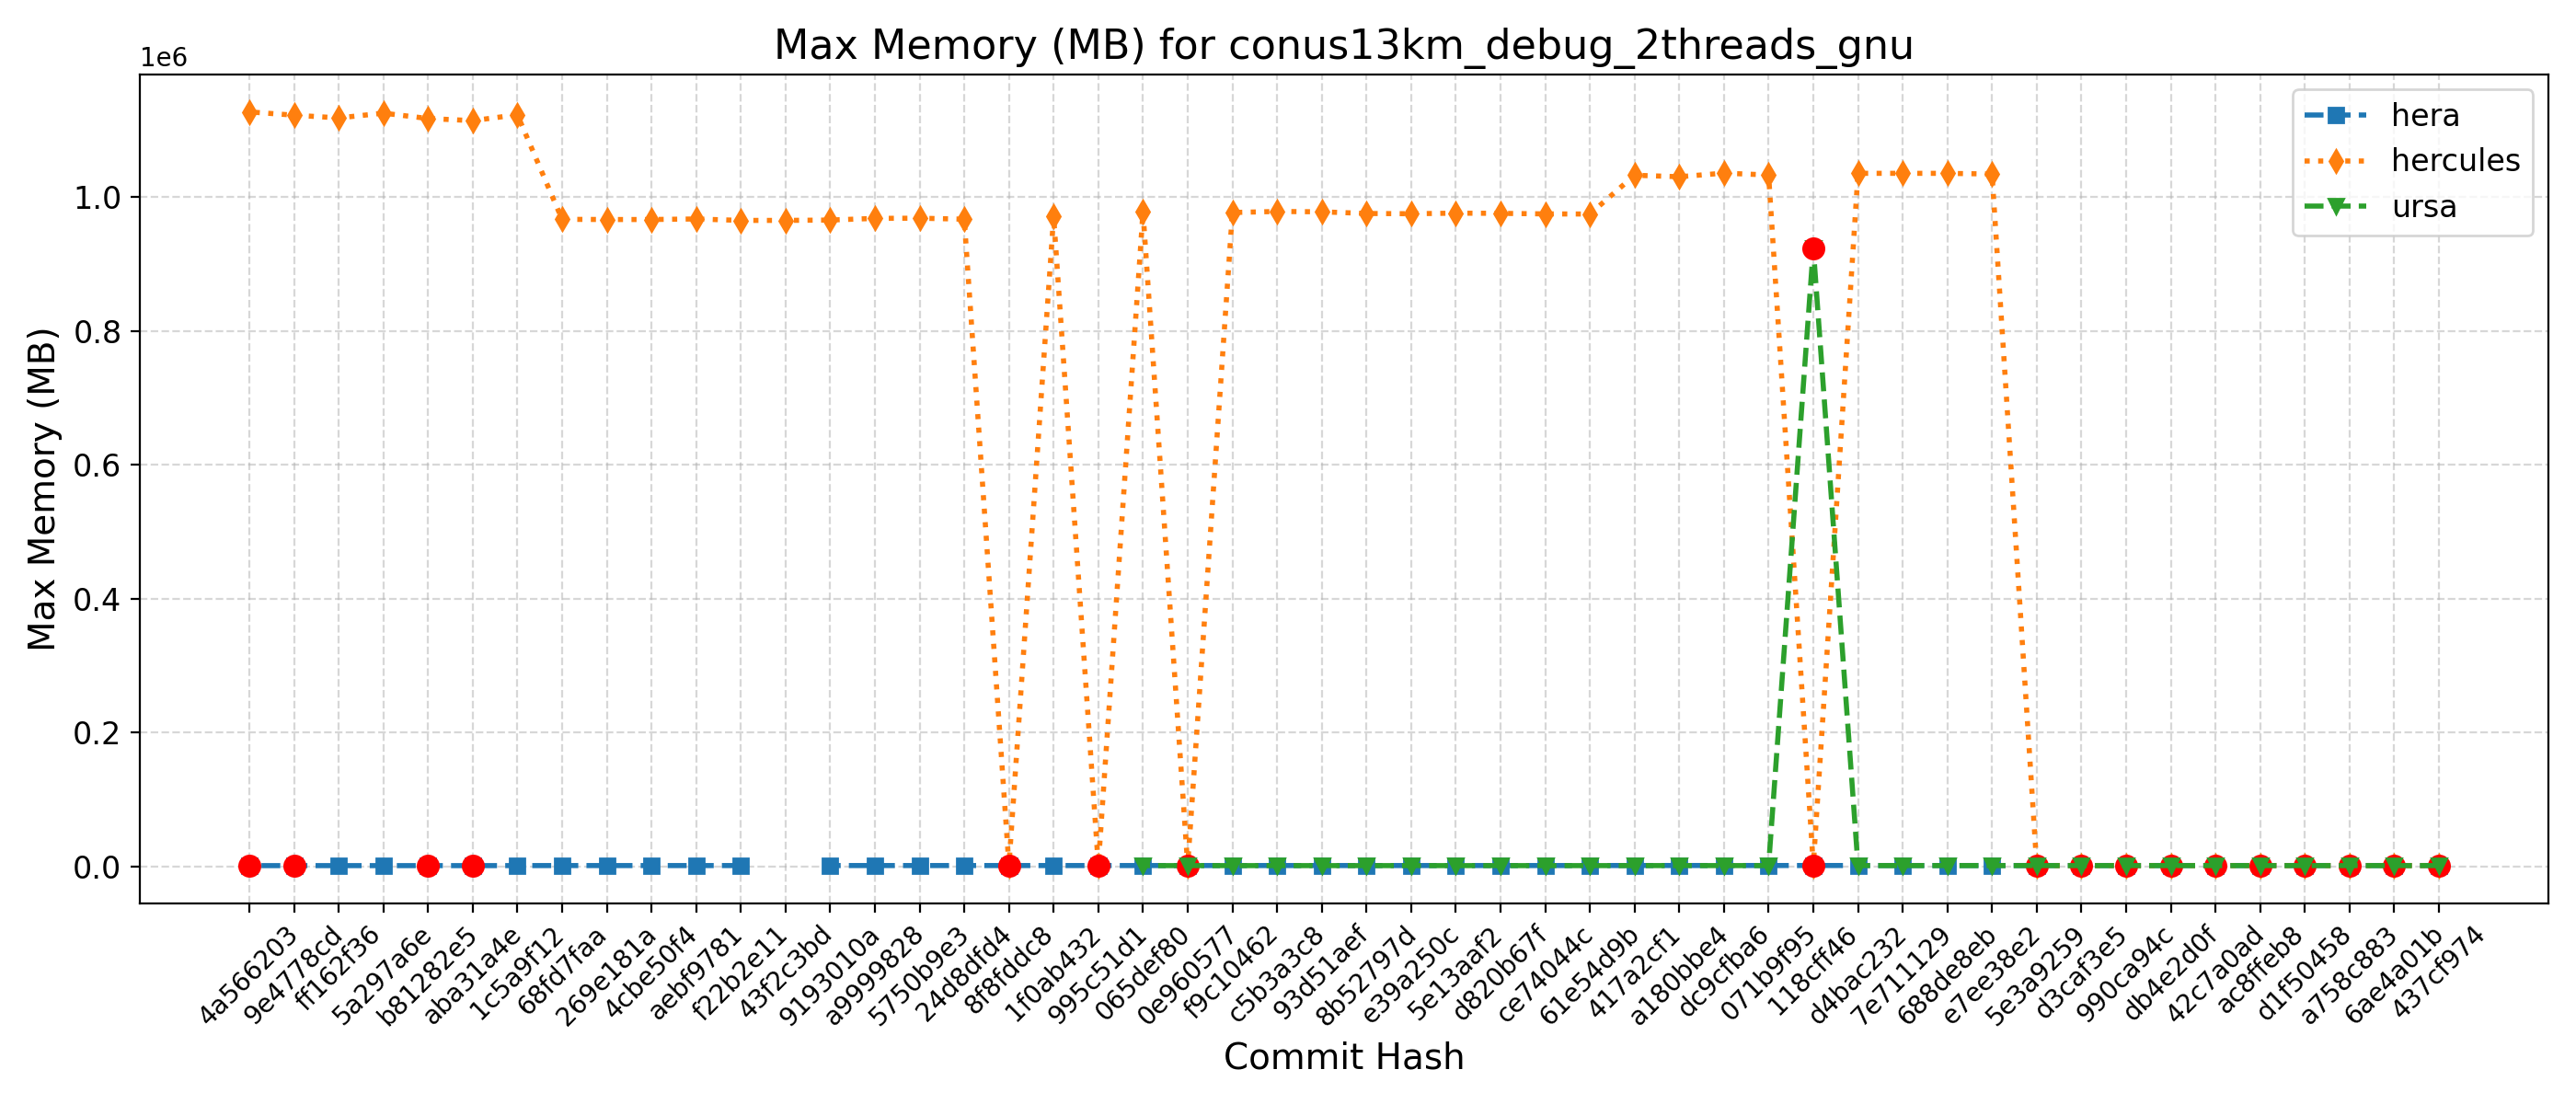 Max Memory (MB) for conus13km_debug_2threads_gnu
1e6
1.0
0.8
0.6
0.4
0.2
0.0
Max Memory (MB)
hera
hercules
ursa
4a566203
9e4778cd
ff162f36
5a297a6e
b81282e5
aba31a4e
1c5a9f12
68fd7faa
269e181a
4cbe50f4
aebf9781
f22b2e11
43f2c3bd
9193010a
a9999828
5750b9e3
24d8dfd4
8f8fddc8
1f0ab432
995c51d1
065def80
0e960577
f9c10462
c5b3a3c8
93d51aef
8b52797d
e39a250c
5e13aaf2
d820b67f
ce74044c
61e54d9b
417a2cf1
a180bbe4
dc9cfba6
071b9f95
118cff46
d4bac232
7e711129
688de8eb
e7ee38e2
5e3a9259
d3caf3e5
990ca94c
db4e2d0f
42c7a0ad
ac8ffeb8
d1f50458
a758c883
6ae4a01b
437cf974
Commit Hash